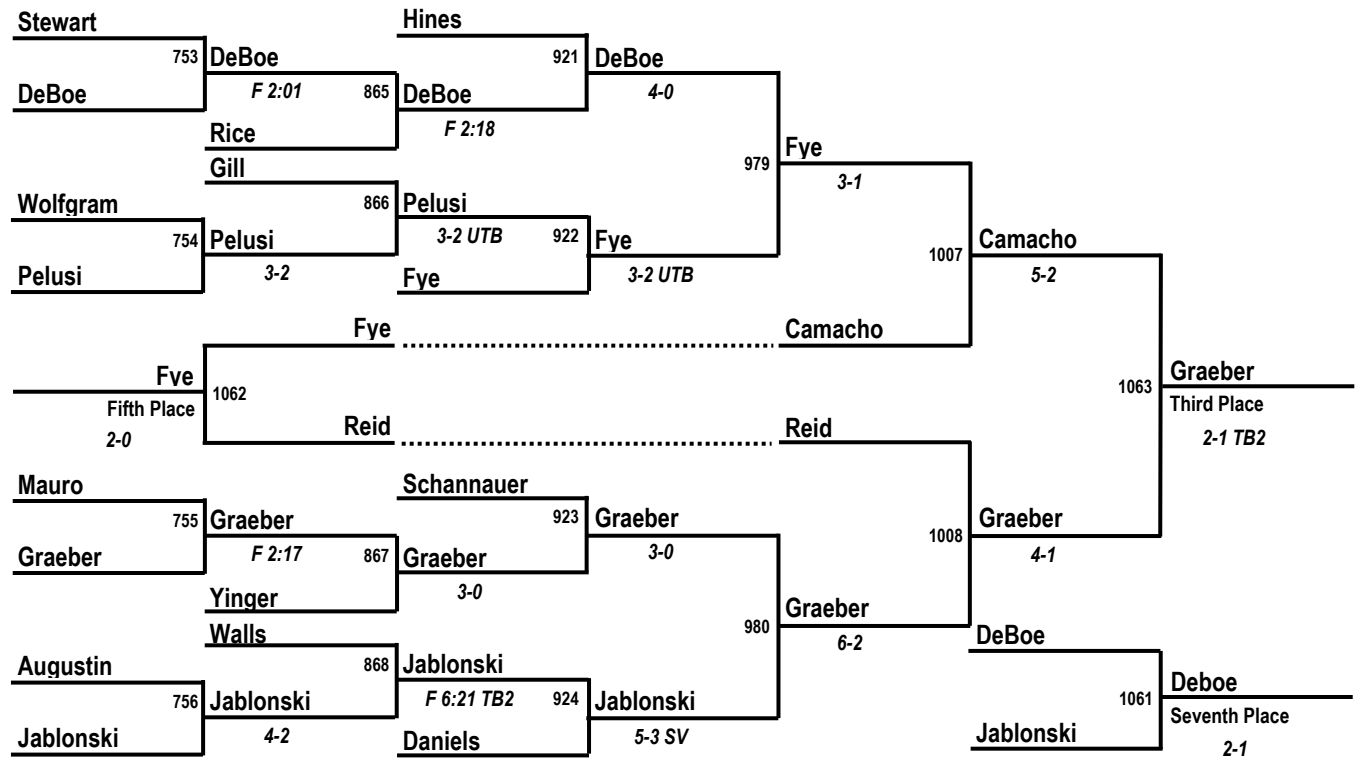 Stewart
Hines
753
DeBoe
921
DeBoe
DeBoe
F 2:01
865
DeBoe
4-0
Rice
F 2:18
Gill
979
Fye
3-1
Wolfgram
866
Pelusi
754
Pelusi
3-2 UTB
922
Fye
1007
Camacho
Pelusi
3-2
Fye
3-2 UTB
5-2
Fye
Camacho
Fye
1062
1063
Graeber
Fifth Place
Third Place
2-0
Reid
Reid
2-1 TB2
Mauro
Schannauer
755
Graeber
923
Graeber
1008
Graeber
Graeber
F 2:17
867
Graeber
3-0
4-1
Yinger
3-0
Graeber
Walls
980
6-2
DeBoe
Augustin
868
Jablonski
Deboe
756
Jablonski
F 6:21 TB2
924
Jablonski
1061
Seventh Place
Jablonski
4-2
Daniels
5-3 SV
Jablonski
2-1